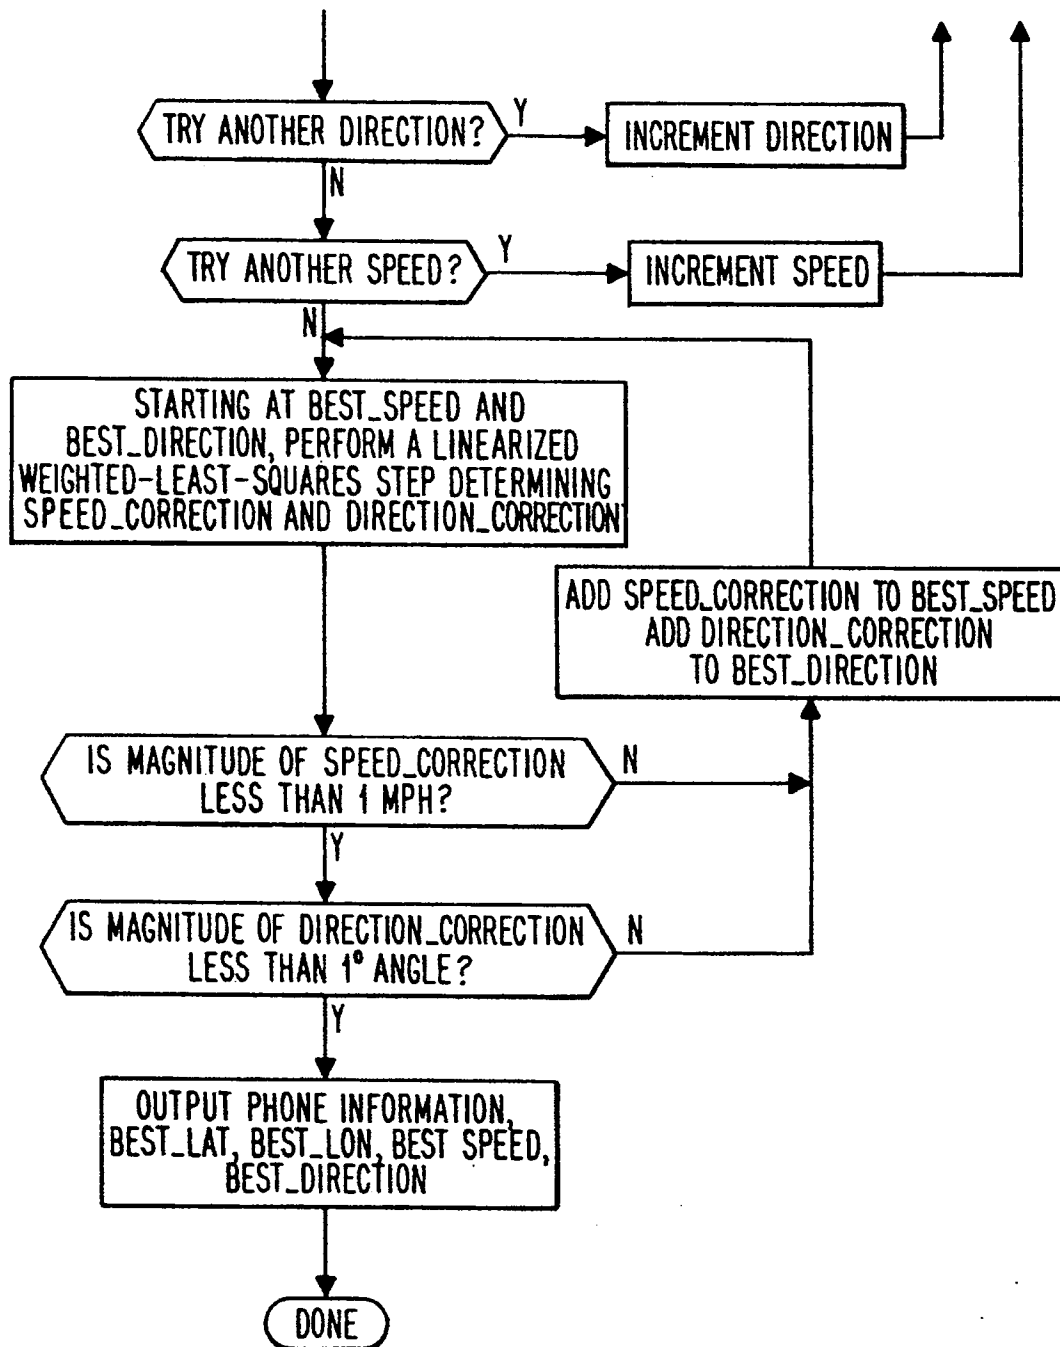 TRY ANOTHER DIRECTION?
Y
INCREMENT DIRECTION
N
TRY ANOTHER SPEED?
Y
INCREMENT SPEED
N
STARTING AT BEST_SPEED AND
BEST_DIRECTION, PERFORM A LINEARIZED
WEIGHTED-LEAST-SQUARES STEP DETERMINING
SPEED_CORRECTION AND DIRECTION_CORRECTION
ADD SPEED_CORRECTION TO BEST_SPEED
ADD DIRECTION_CORRECTION
TO BEST_DIRECTION
IS MAGNITUDE OF SPEED_CORRECTION
LESS THAN 1 MPH?
N
Y
IS MAGNITUDE OF DIRECTION_CORRECTION
LESS THAN 1° ANGLE?
N
Y
OUTPUT PHONE INFORMATION,
BEST_LAT, BEST_LON, BEST SPEED,
BEST_DIRECTION
DONE